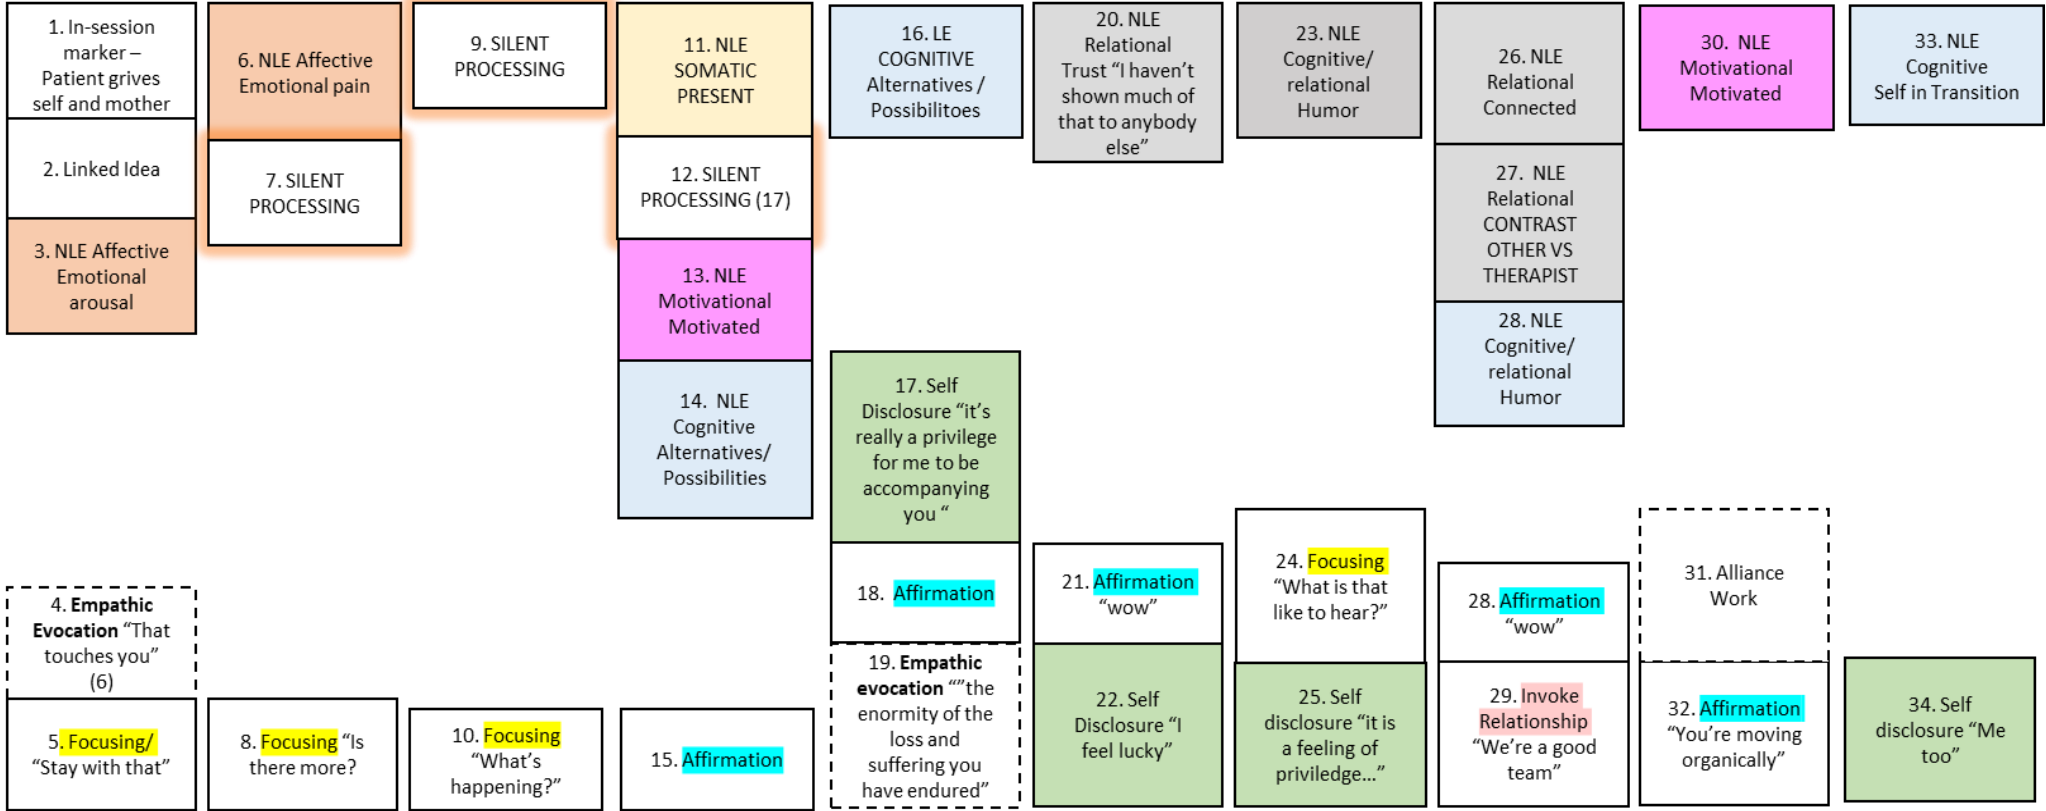 1. In-session
marker –
Patient grives
self and mother
2. Linked Idea
3. NLE Affective
Emotional
arousal
4. Empathic
Evocation “That
touches you”
(6)
5. Focusing/
“Stay with that”
6. NLE Affective
Emotional pain
7. SILENT
PROCESSING
8. Focusing “Is
there more?
9. SILENT
PROCESSING
10. Focusing
“What’s
happening?”
11. NLE
SOMATIC
PRESENT
12. SILENT
PROCESSING (17)
13. NLE
Motivational
Motivated
14. NLE
Cognitive
Alternatives/
Possibilities
15. Affirmation
16. LE
COGNITIVE
Alternatives /
Possibilitoes
17. Self
Disclosure “it’s
really a privilege
for me to be
accompanying
you “
18. Affirmation
19. Empathic
evocation “”the
enormity of the
loss and
suffering you
have endured”
20. NLE
Relational
Trust “I haven’t
shown much of
that to anybody
else”
21. Affirmation
“wow”
22. Self
Disclosure “I
feel lucky”
23. NLE
Cognitive/
relational
Humor
24. Focusing
“What is that
like to hear?”
25. Self
disclosure “it is
a feeling of
priviledge…”
26. NLE
Relational
Connected
27. NLE
Relational
CONTRAST
OTHER VS
THERAPIST
28. NLE
Cognitive/
relational
Humor
28. Affirmation
“wow”
29. Invoke
Relationship
“We’re a good
team”
30. NLE
Motivational
Motivated
31. Alliance
Work
32. Affirmation
“You’re moving
organically”
33. NLE
Cognitive
Self in Transition
34. Self
disclosure “Me
too”